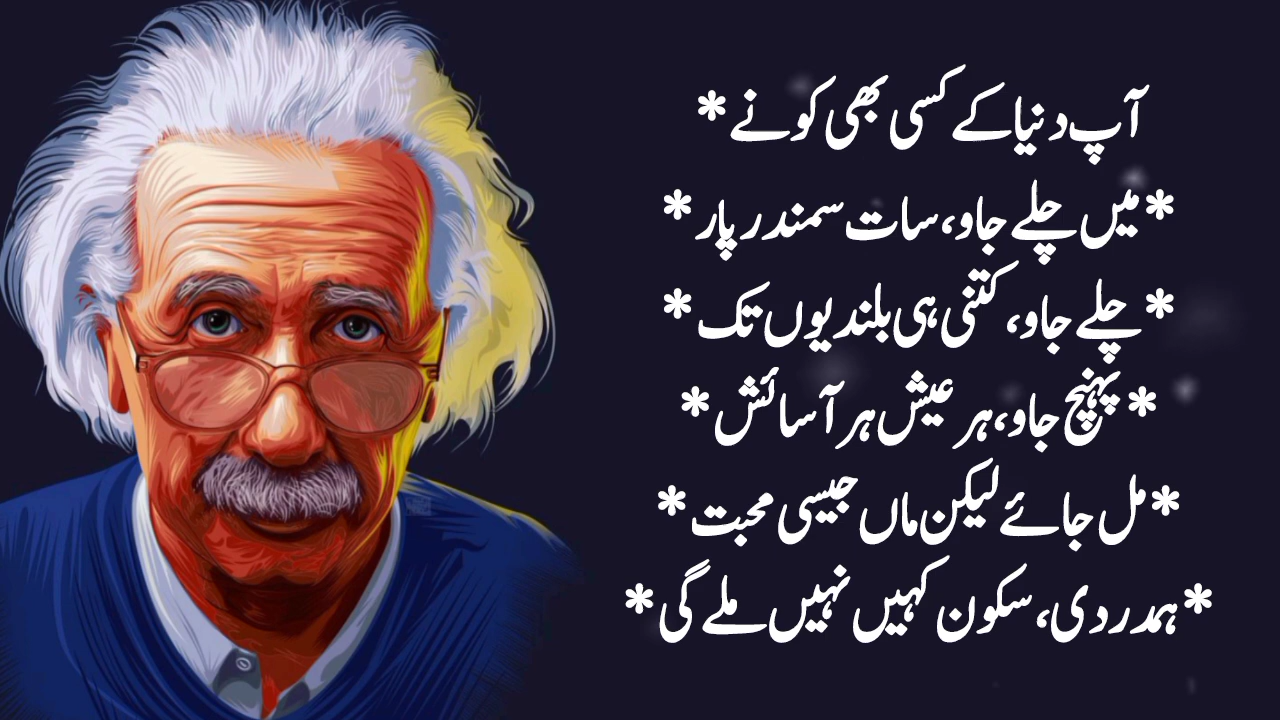 آپ دنیا کے کسی بھی کونے*
*میں چلے جاو، سات سمندر پار*
*چلے جاو، کتنی ہی بلندیوں تک*
*پہنچ جاو، ہر عیش ہر آسائش*
*مل جائے لیکن ماں جیسی محبت*
*ہمدردی، سکون کہیں نہیں ملے گی*